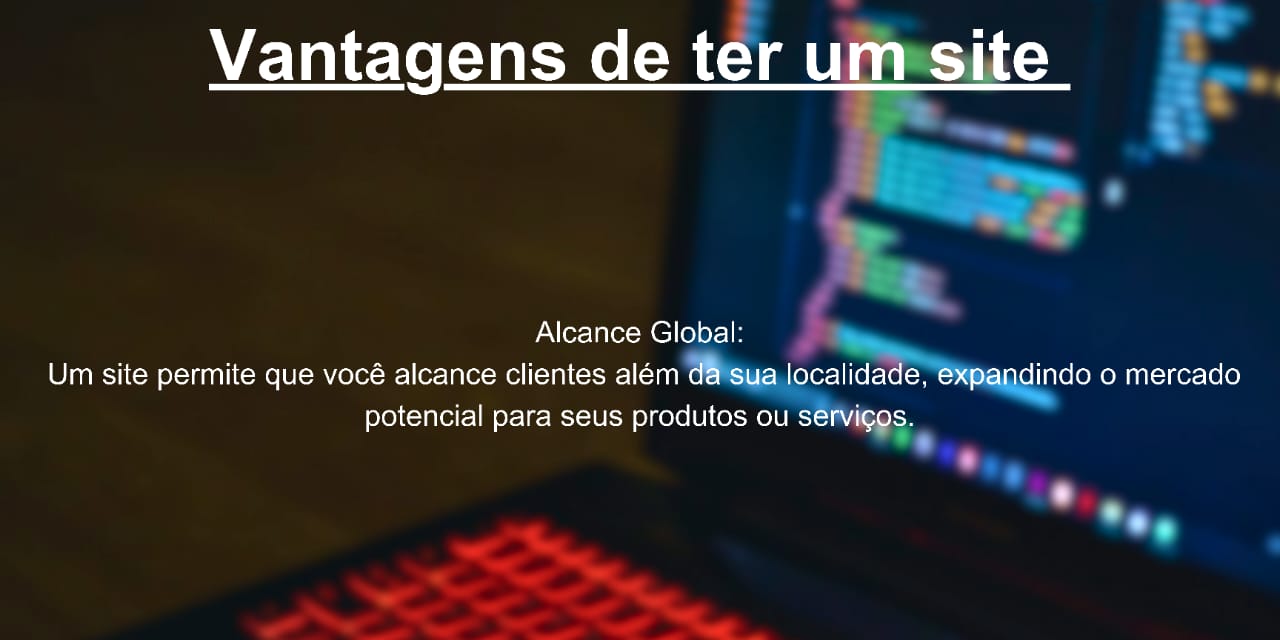 Vantagens de ter um site
Alcance Global:
Um site permite que você alcance clientes além da sua localidade, expandindo o mercado
potencial para seus produtos ou serviços.